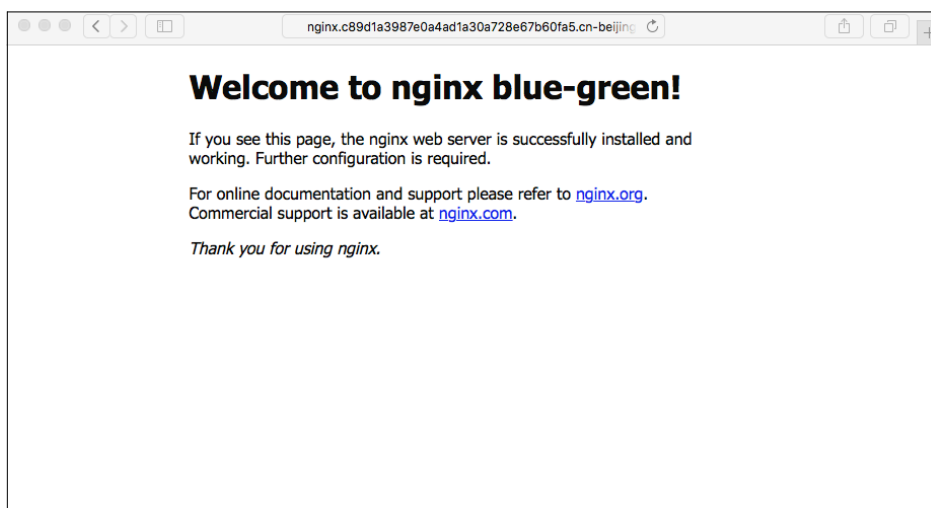 nginx.c89d1a3987e0a4ad1a30a728e67b60fa5.cn-beijing
Welcome to nginx blue-green!
If you see this page, the nginx web server is successfully installed and
working. Further configuration is required.
For online documentation and support please refer to nginx.org.
Commercial support is available at nginx.com.
Thank you for using nginx.